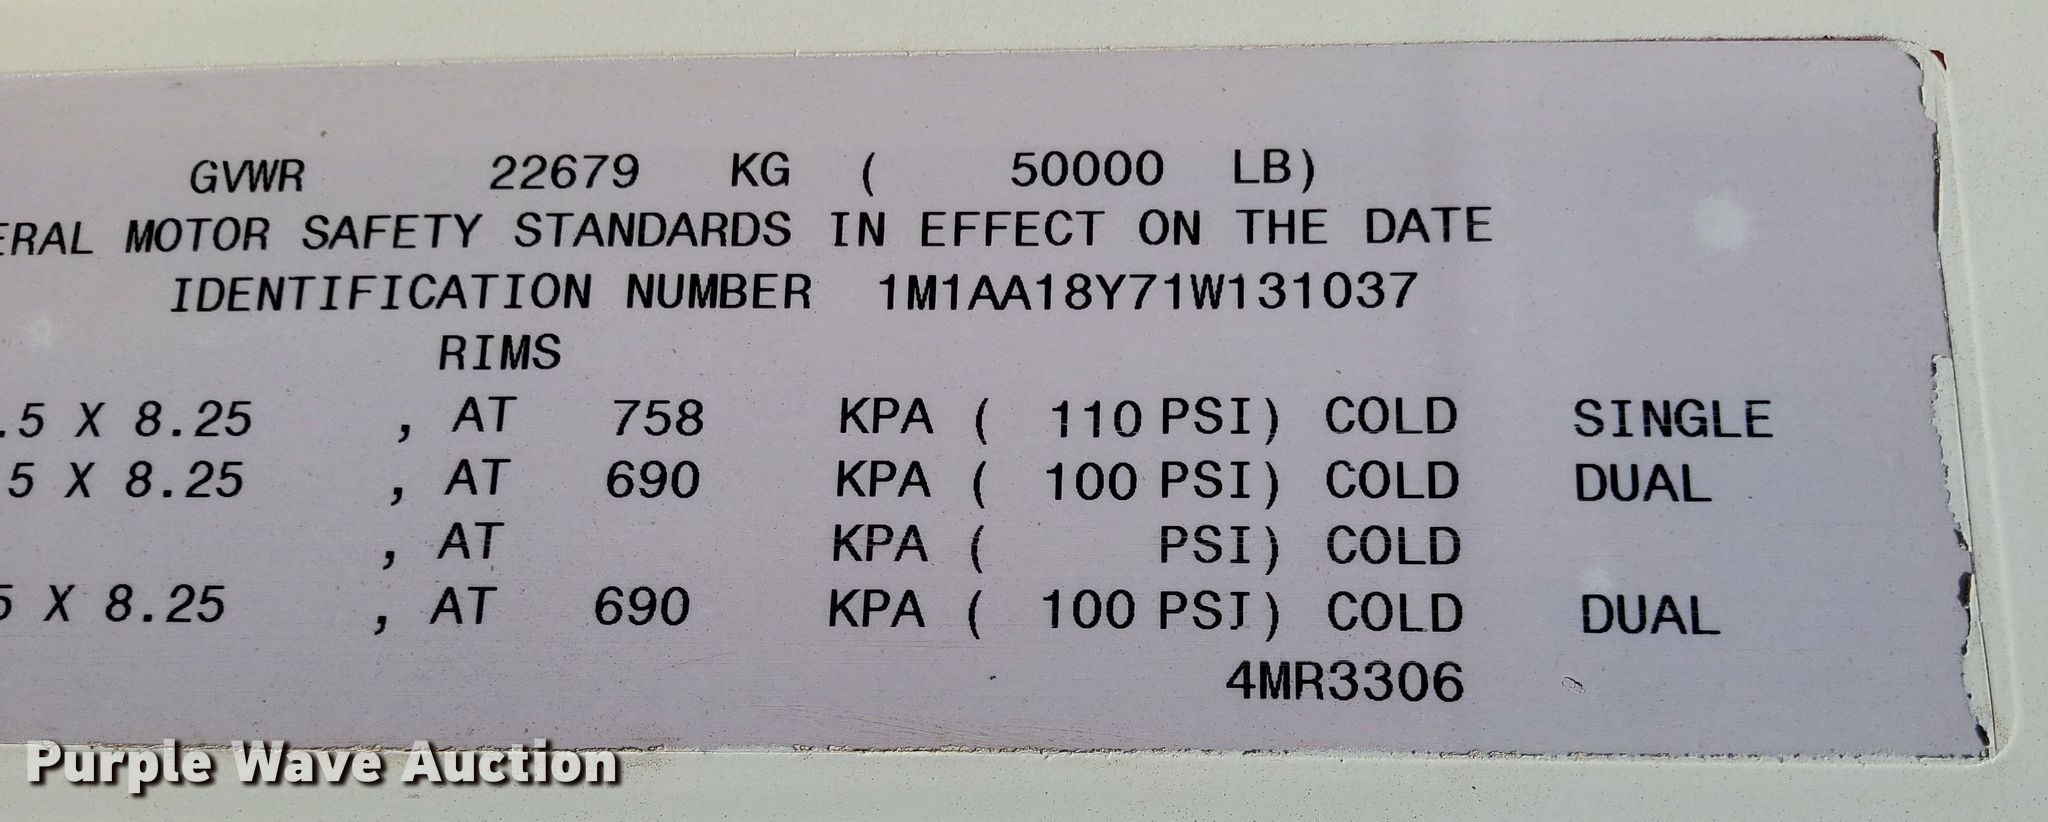 GVWR 22679 KG ( 50000 LB)
ERAL MOTOR SAFETY STANDARDS IN EFFECT ON THE DATE
IDENTIFICATION NUMBER 1M1AA18Y71W131037
RIMS
.5 X 8.25 , AT 758 KPA ( 110 PSI) COLD SINGLE
5 X 8.25 , AT 690 KPA ( 100 PSI) COLD DUAL
, AT KPA ( PSI) COLD
5 X 8.25 , AT 690 KPA ( 100 PSI) COLD DUAL
4MR3306
Purple Wave Auction